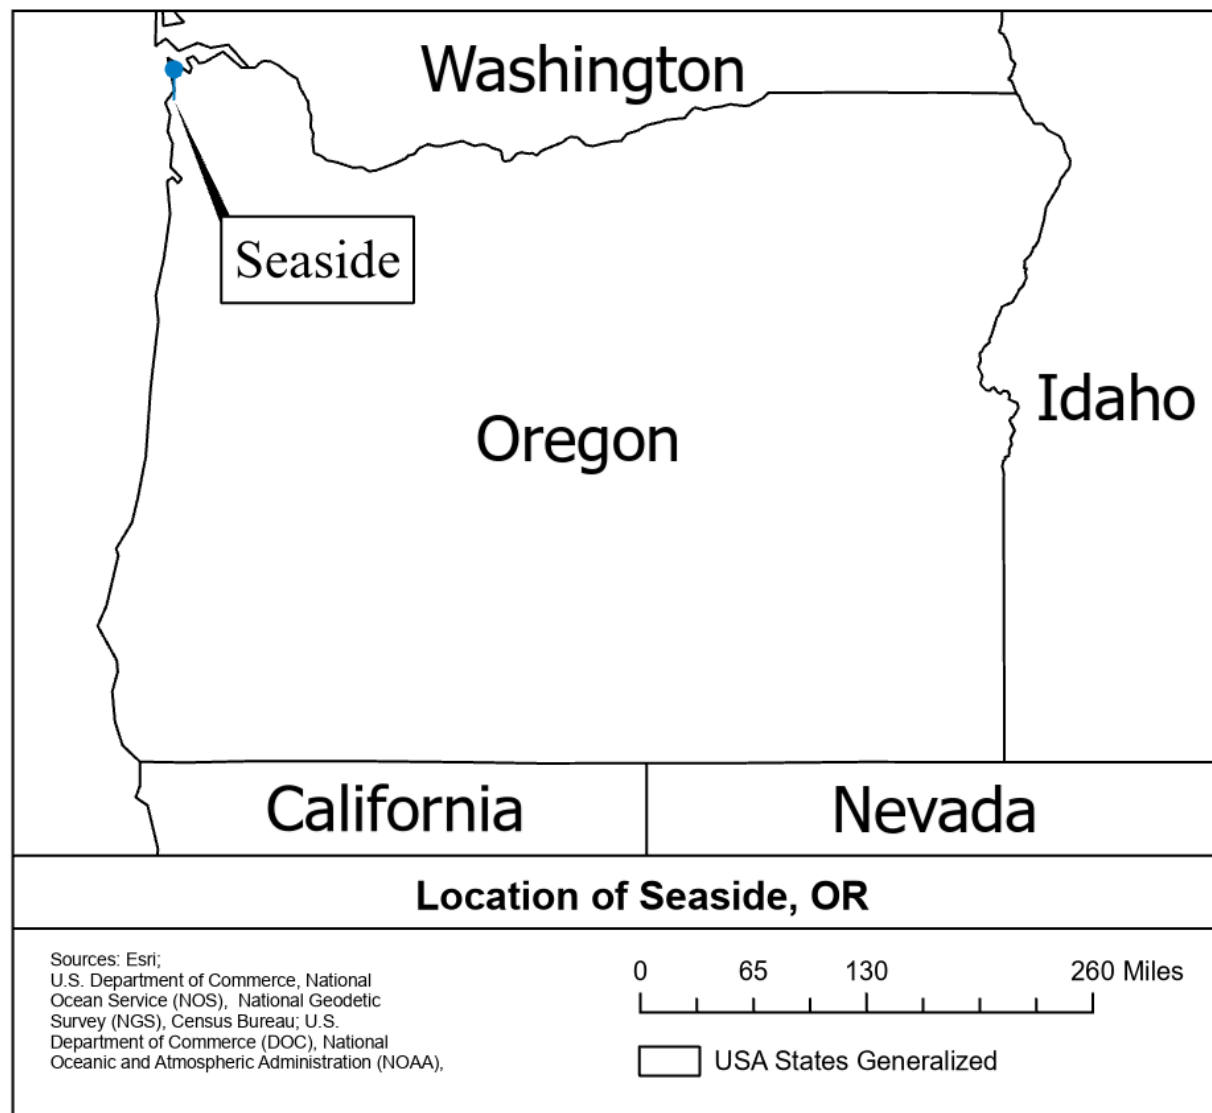 Washington
Seaside
Idaho
Oregon
California
Nevada
Location of Seaside, OR
Sources: Esri;
U.S. Department of Commerce, National
Ocean Service (NOS), National Geodetic
Survey (NGS), Census Bureau; U.S.
Department of Commerce (DOC), National
Oceanic and Atmospheric Administration (NOAA),
0 65 130 260 Miles
USA States Generalized